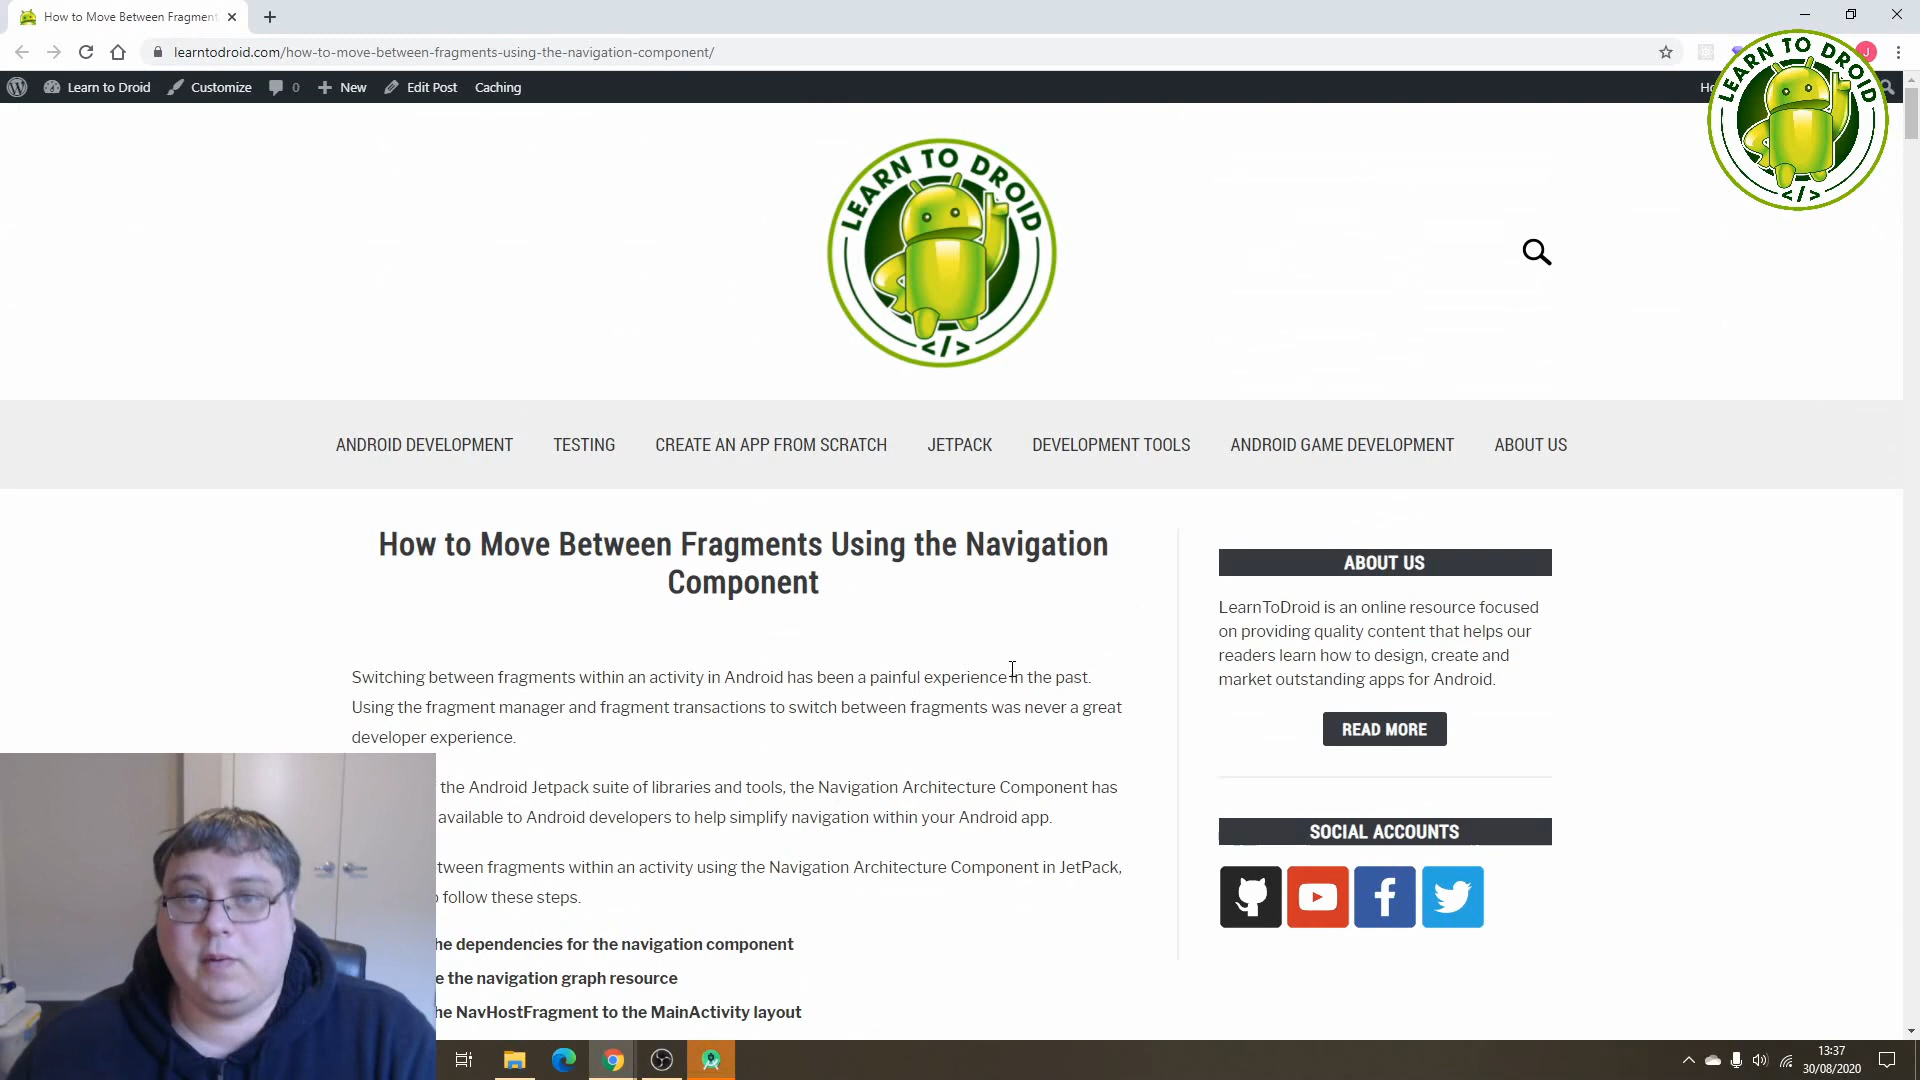 How to Move Between Fragment
learntodroid.com/how-to-move-between-fragments-using-the-navigation-component/
J
Learn to Droid Customize 0 New Edit Post Caching
LEARN TO DROID
</>
LEARN TO DROID
</>
ANDROID DEVELOPMENT TESTING CREATE AN APP FROM SCRATCH JETPACK DEVELOPMENT TOOLS ANDROID GAME DEVELOPMENT ABOUT US
How to Move Between Fragments Using the Navigation
Component
Switching between fragments within an activity in Android has been a painful experience in the past.
Using the fragment manager and fragment transactions to switch between fragments was never a great
developer experience.
the Android Jetpack suite of libraries and tools, the Navigation Architecture Component has
available to Android developers to help simplify navigation within your Android app.
tween fragments within an activity using the Navigation Architecture Component in JetPack,
follow these steps.
he dependencies for the navigation component
e the navigation graph resource
he NavHostFragment to the MainActivity layout
ABOUT US
LearnToDroid is an online resource focused
on providing quality content that helps our
readers learn how to design, create and
market outstanding apps for Android.
READ MORE
SOCIAL ACCOUNTS
13:37
30/08/2020